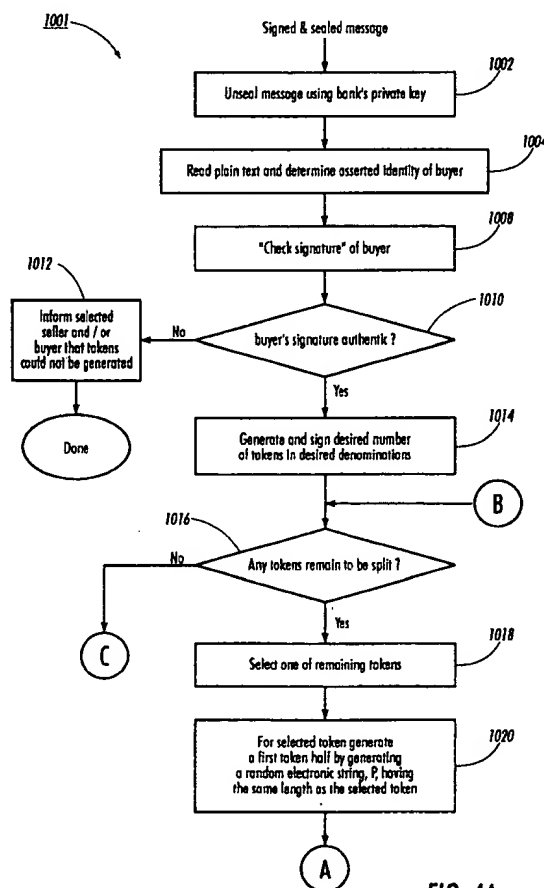 1001
Signed & sealed message
1002
Unseal message using bank's private key
1004
Read plain text and determine asserted identity of buyer
1008
"Check signature" of buyer
1012
Inform selected
seller and / or
buyer that tokens
could not be generated
No
buyer's signature authentic ?
1010
Yes
Done
Generate and sign desired number
of tokens in desired denominations
1014
B
1016
No
Any tokens remain to be split ?
C
Yes
1018
Select one of remaining tokens
For selected token generate
a first token half by generating
a random electronic string, P, having
the same length as the selected token
1020
A